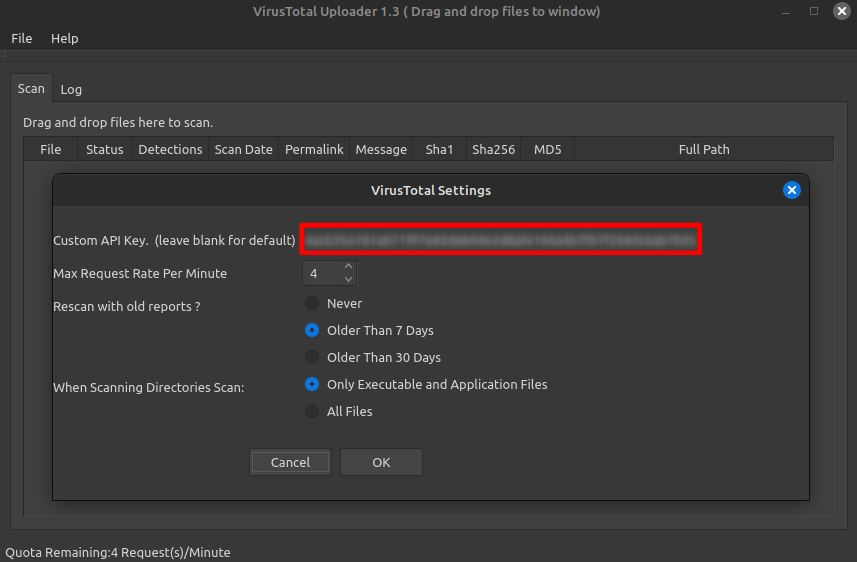 VirusTotal Uploader 1.3 ( Drag and drop files to window)
File Help
Scan Log
Drag and drop files here to scan.
File Status Detections Scan Date Permalink Message Sha1 Sha256 MD5 Full Path
VirusTotal Settings
Custom API Key. (leave blank for default)
Max Request Rate Per Minute 4
Rescan with old reports ? Never
Older Than 7 Days
Older Than 30 Days
When Scanning Directories Scan: Only Executable and Application Files
All Files
Cancel OK
Quota Remaining:4 Request(s)/Minute